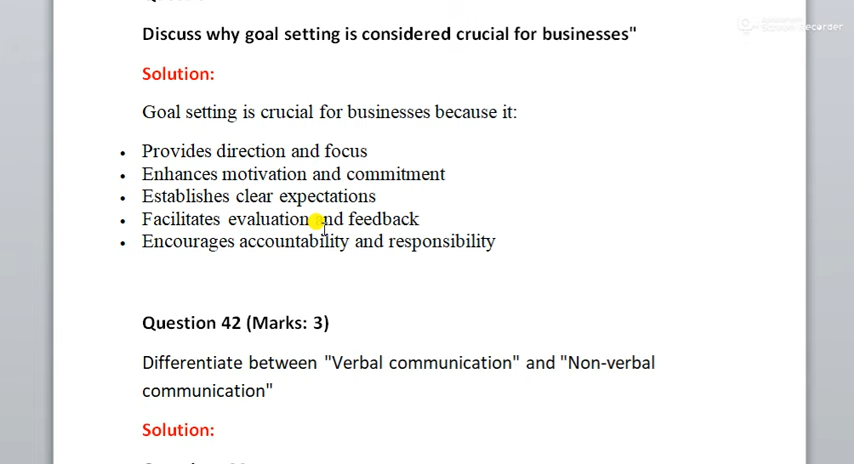 Discuss why goal setting is considered crucial for businesses"
Solution:
Goal setting is crucial for businesses because it:
• Provides direction and focus
• Enhances motivation and commitment
• Establishes clear expectations
• Facilitates evaluation and feedback
• Encourages accountability and responsibility
Question 42 (Marks: 3)
Differentiate between "Verbal communication" and "Non-verbal
communication"
Solution:
Screen Recorder